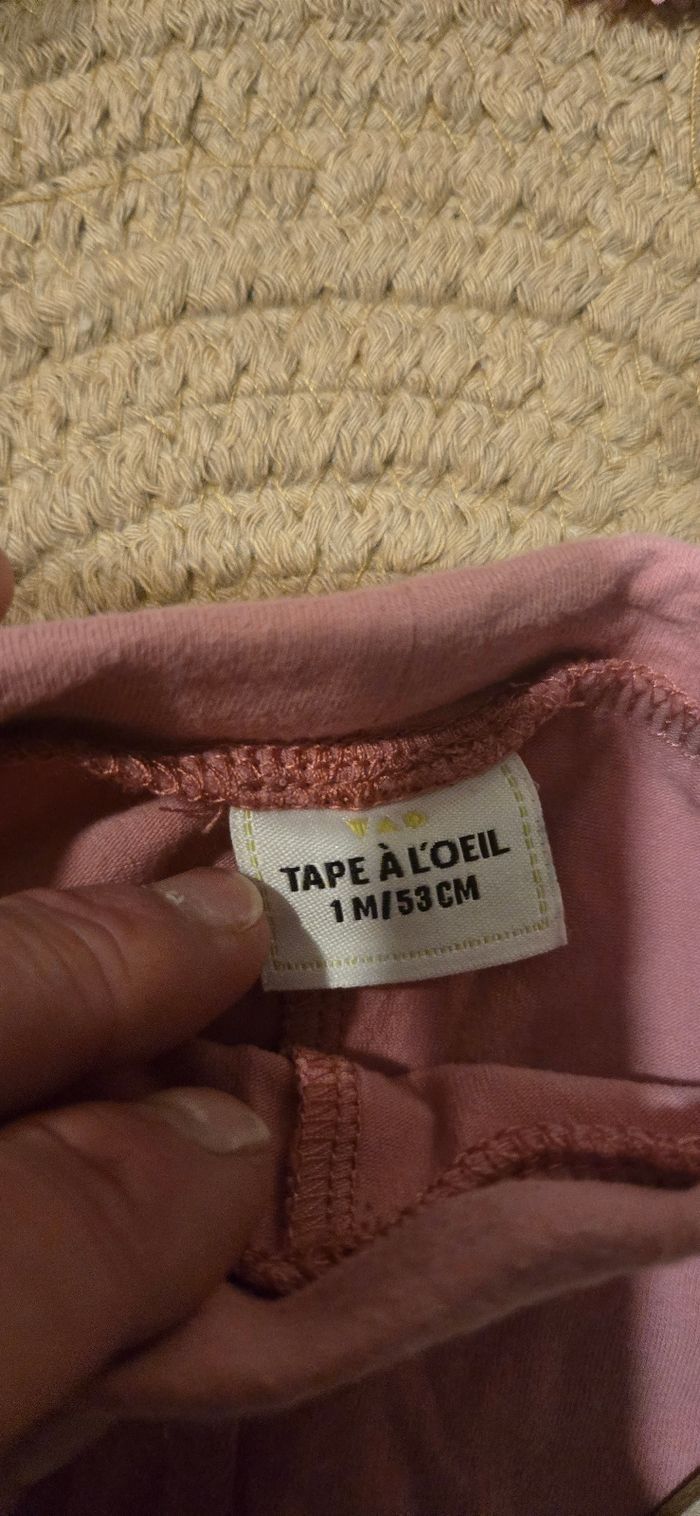 TAO
TAPE À L'OEIL
1 M/53 CM